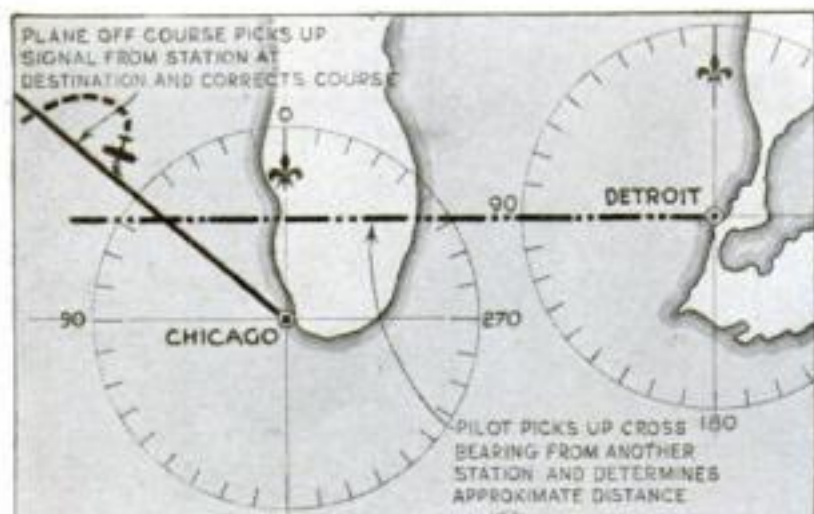 PLANE OFF COURSE PICKS UP
SIGNAL FROM STATION AT
DESTINATION AND CORRECTS COURSE
0
90
DETROIT
90
CHICAGO
270
PILOT PICKS UP CROSS
BEARING FROM ANOTHER
STATION AND DETERMINES
APPROXIMATE DISTANCE
180